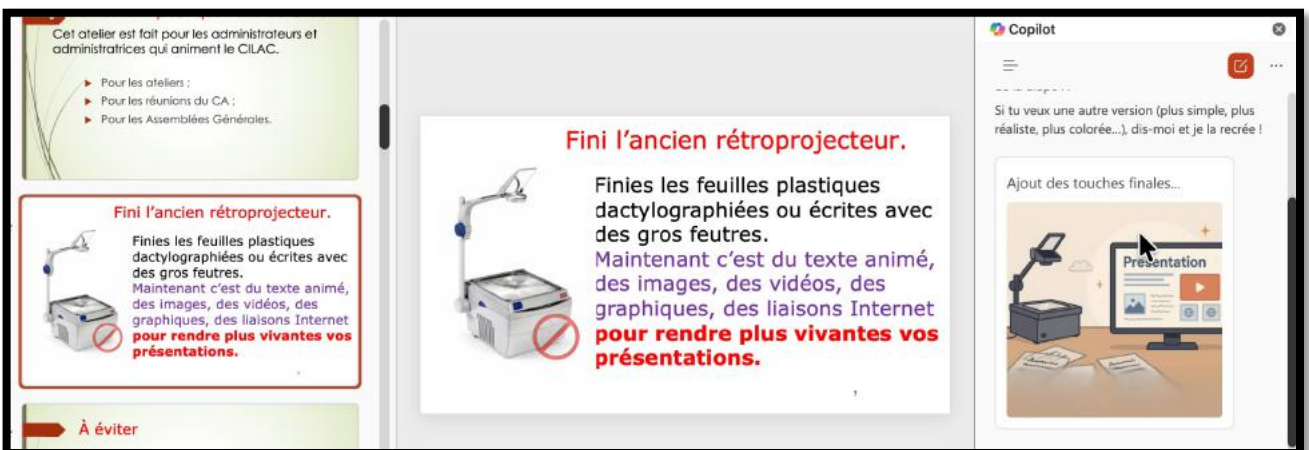 Cet atelier est fait pour les administrateurs et
administratrices qui animent le CILAC.
Pour les ateliers ;
Pour les réunions du CA ;
Pour les Assemblées Générales.
Fini l'ancien rétroprojecteur.
Finies les feuilles plastiques
dactylographiées ou écrites avec
des gros feutres.
Maintenant c'est du texte animé,
des images, des vidéos, des
graphiques, des liaisons Internet
pour rendre plus vivantes vos
présentations.
À éviter
Fini l'ancien rétroprojecteur.
Finies les feuilles plastiques
dactylographiées ou écrites avec
des gros feutres.
Maintenant c'est du texte animé,
des images, des vidéos, des
graphiques, des liaisons Internet
pour rendre plus vivantes vos
présentations.
Copilot
Si tu veux une autre version (plus simple, plus
réaliste, plus colorée...), dis-moi et je la recrée !
Ajout des touches finales...
Présentation